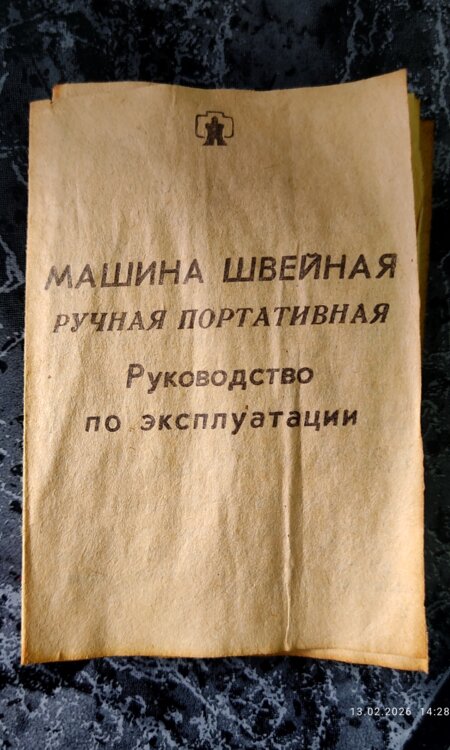 МАШИНА ШВЕЙНАЯ
РУЧНАЯ ПОРТАТИВНАЯ
Руководство
по эксплуатации
13.02.2026 14:28